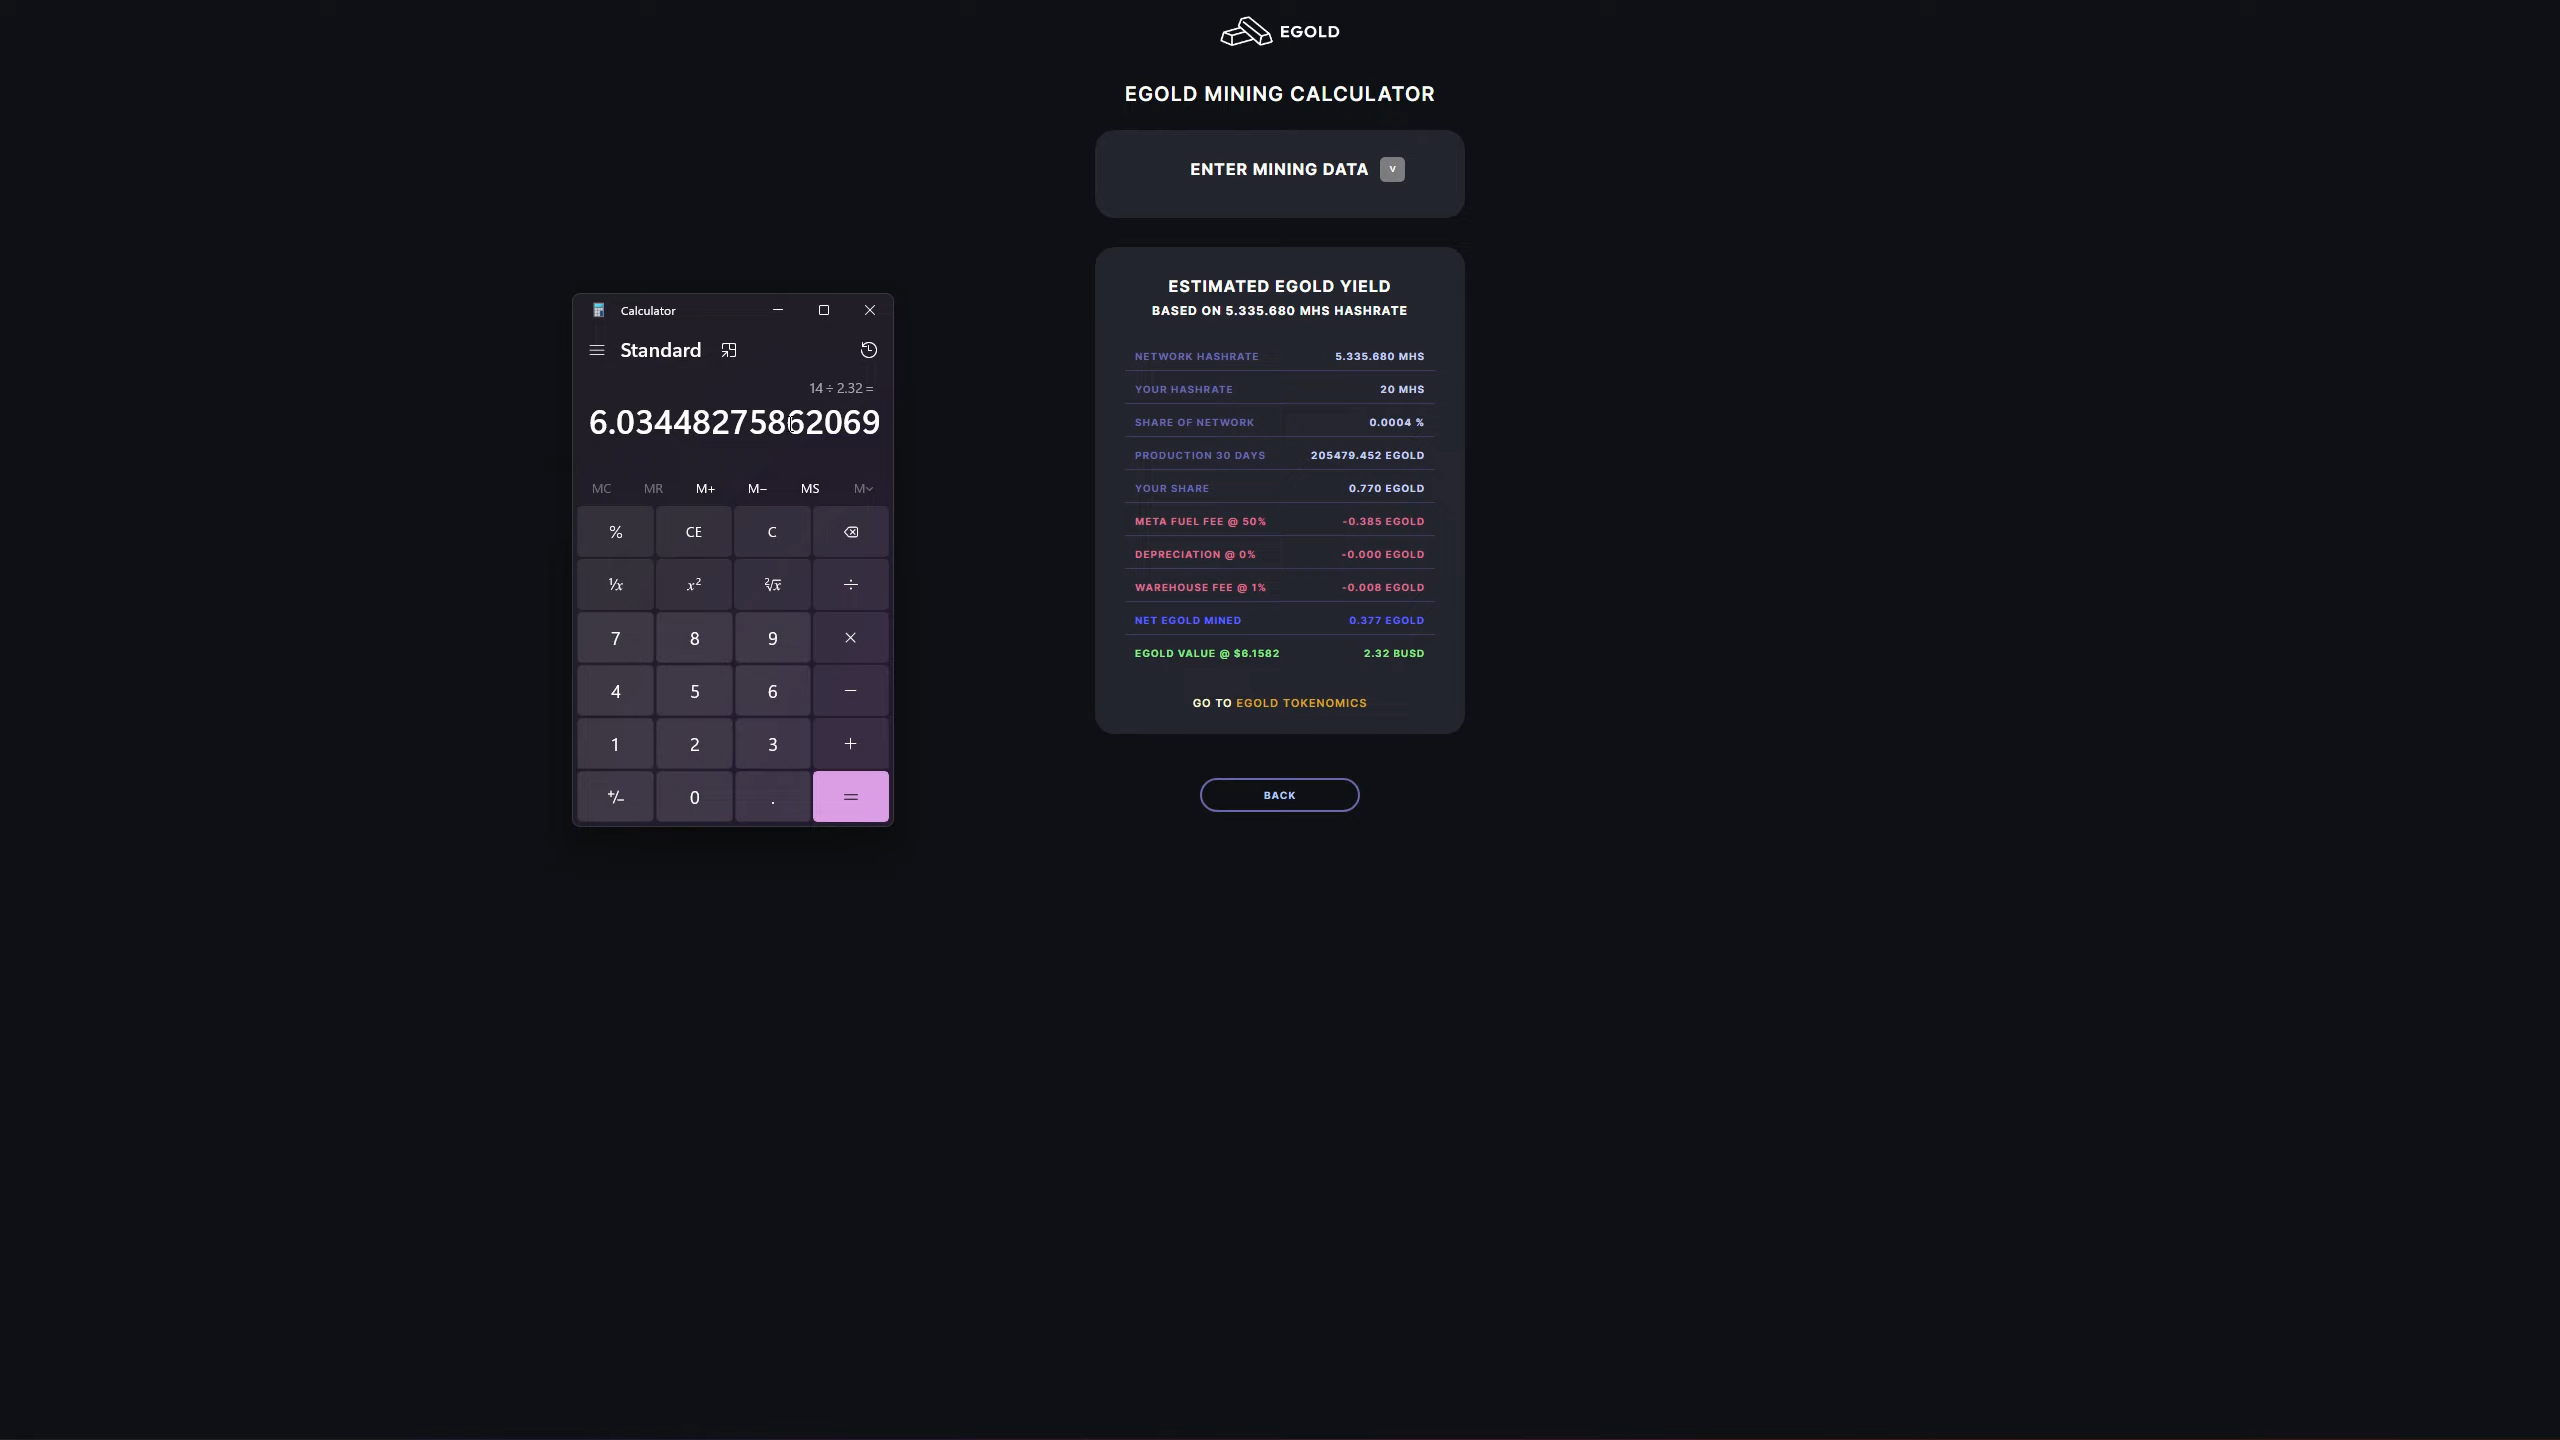 EGOLD
EGOLD MINING CALCULATOR
ENTER MINING DATA v
ESTIMATED EGOLD YIELD
BASED ON 5.335.680 MHS HASHRATE
NETWORK HASHRATE 5.335.680 MHS
YOUR HASHRATE 20 MHS
SHARE OF NETWORK 0.0004 %
PRODUCTION 30 DAYS 205479.452 EGOLD
YOUR SHARE 0.770 EGOLD
META FUEL FEE @ 50% -0.385 EGOLD
DEPRECIATION @ 0% -0.000 EGOLD
WAREHOUSE FEE @ 1% -0.008 EGOLD
NET EGOLD MINED 0.377 EGOLD
EGOLD VALUE @ $6.1582 2.32 BUSD
GO TO EGOLD TOKENOMICS
BACK
Calculator
Standard
14 ÷ 2.32 =
6.03448275862069
MC MR M+ M− MS M˅
% CE C
¹⁄x x² ²√x ÷
7 8 9 ×
4 5 6 −
1 2 3 +
+/− 0 . =